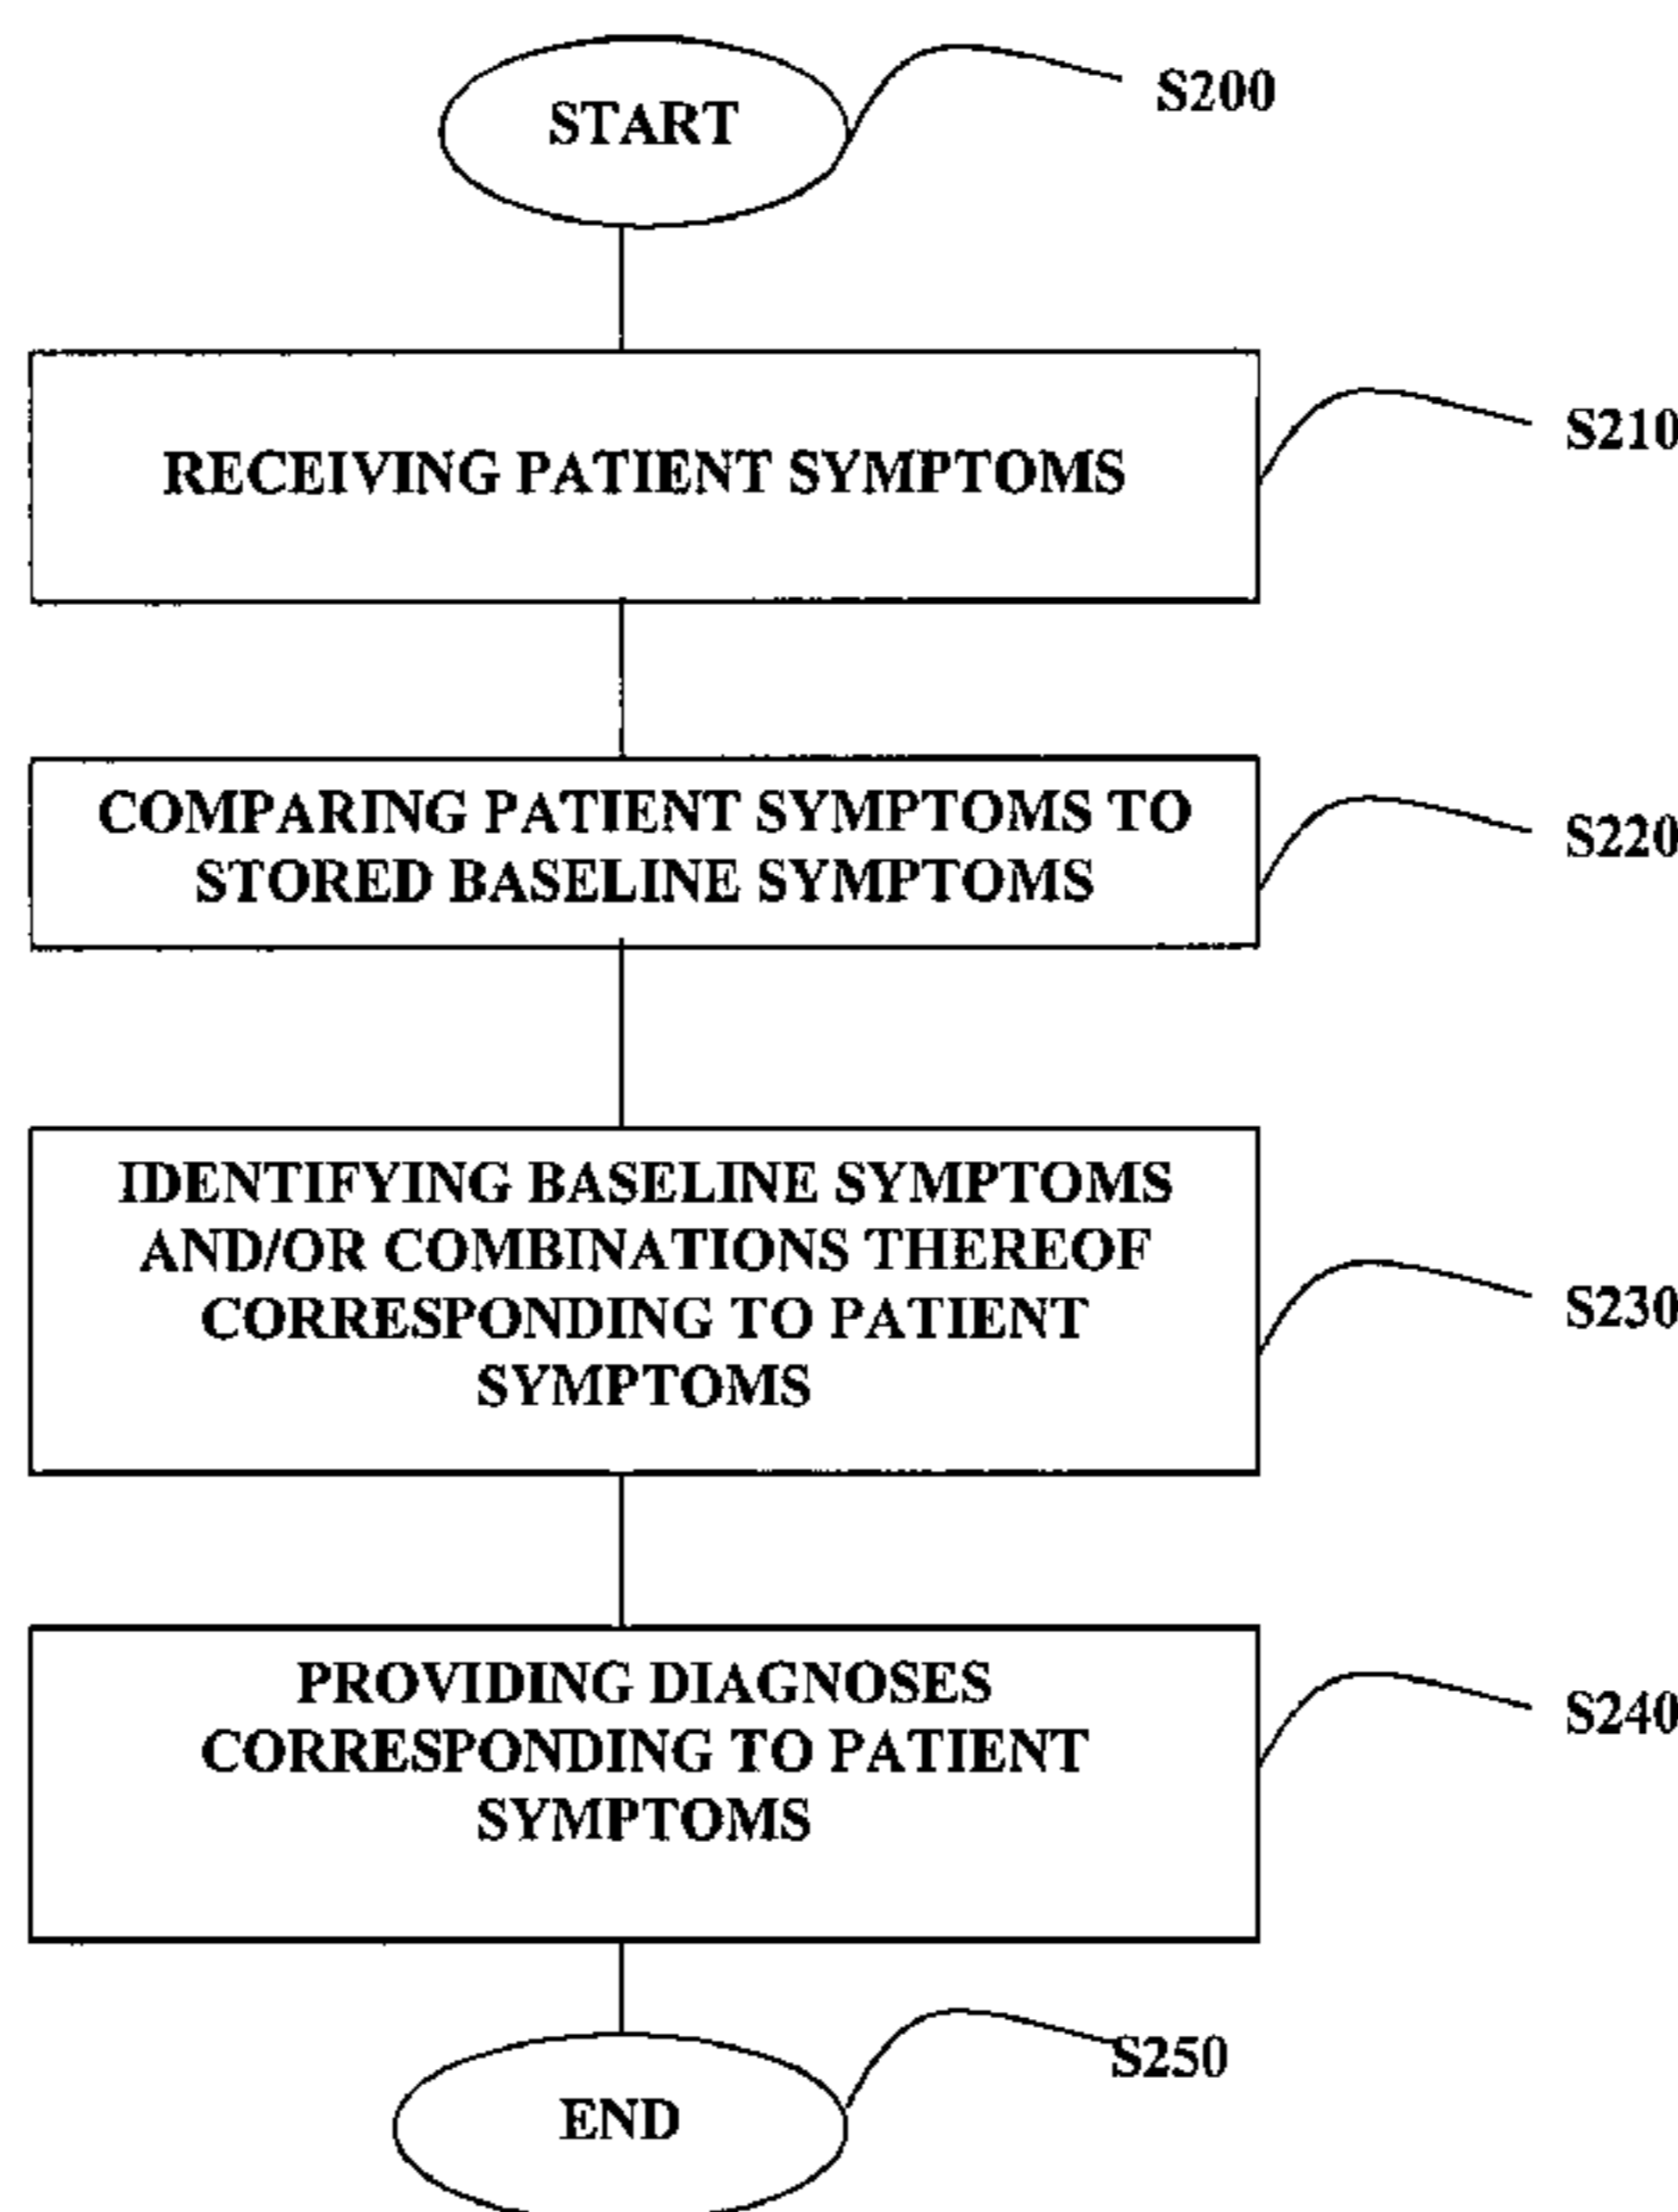 START
S200
RECEIVING PATIENT SYMPTOMS
S210
COMPARING PATIENT SYMPTOMS TO
STORED BASELINE SYMPTOMS
S220
IDENTIFYING BASELINE SYMPTOMS
AND/OR COMBINATIONS THEREOF
CORRESPONDING TO PATIENT
SYMPTOMS
S230
PROVIDING DIAGNOSES
CORRESPONDING TO PATIENT
SYMPTOMS
S240
END
S250